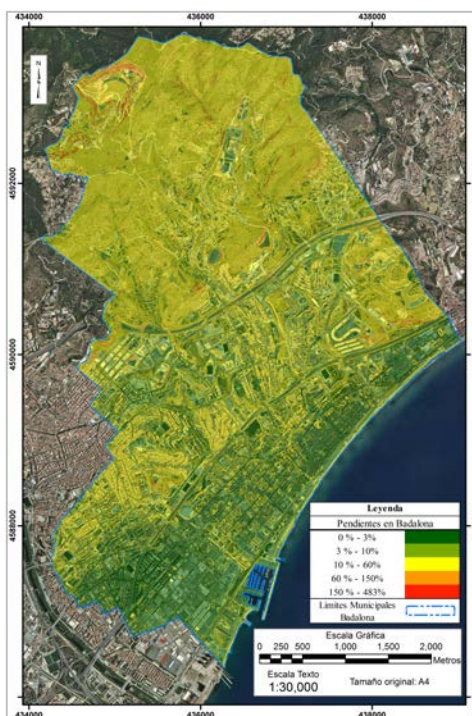 434000 436000 438000
N
4592000
4590000
4588000
Leyenda
Pendientes en Badalona
0 % - 3%
3 % - 10%
10 % - 60%
60 % - 150%
150 % - 483%
Limites Municipales
Badalona
Escala Gráfica
0 250 500 1,000 1,500 2,000
Metros
Escala Texto
1:30,000
Tamaño original: A4
434000 436000 438000